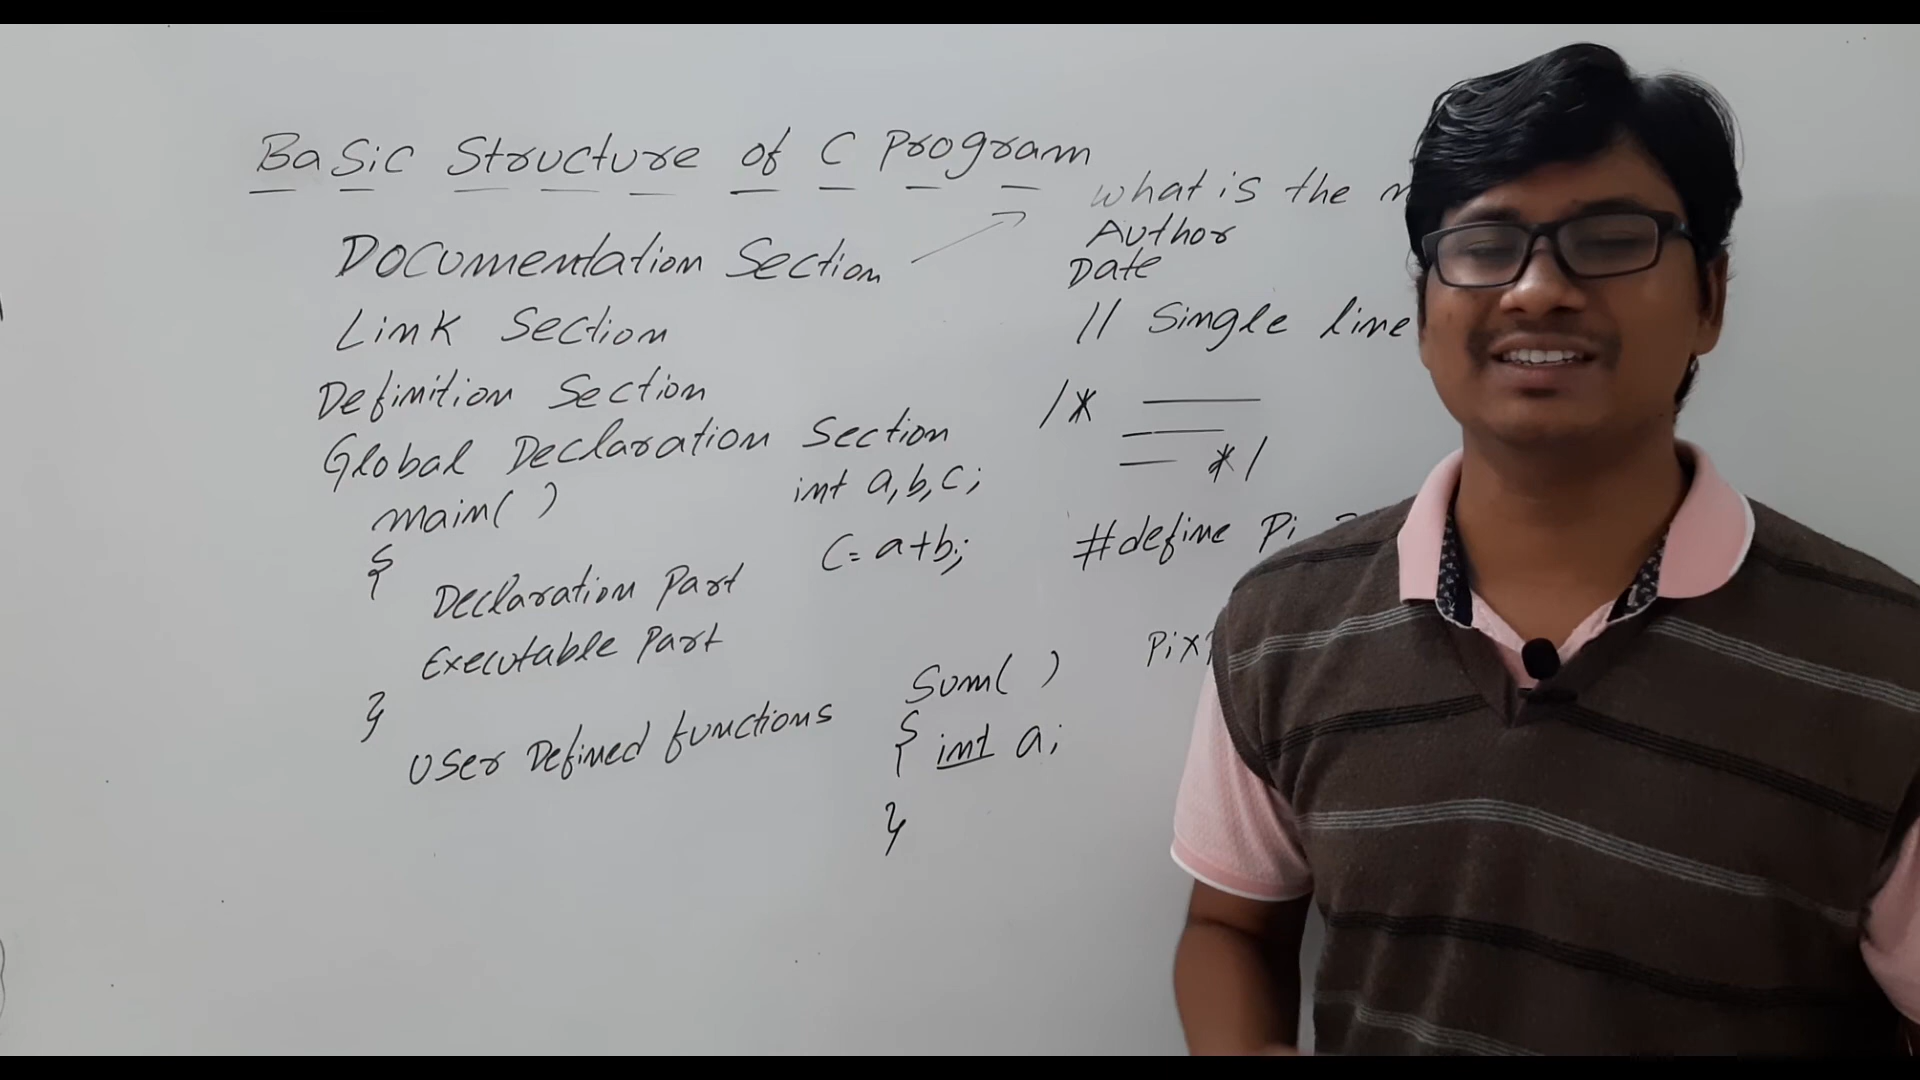 Basic Structure of C Program
Documentation Section
Link Section
Definition Section
Global Declaration Section
int a,b,c;
main( )
{
C=a+b;
Declaration Part
Executable Part
}
User Defined functions
what is the
Author
Date
// Single line
/*
*/
#define Pi
Sum( )
{ int a;
}